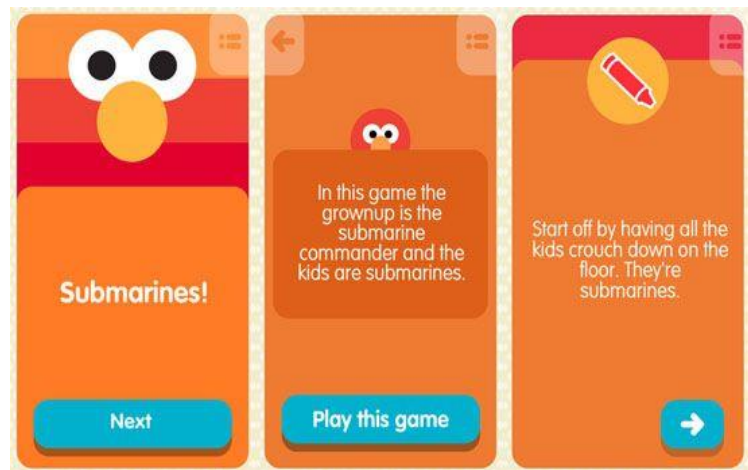 Submarines!
Next
In this game the
grownup is the
submarine
commander and the
kids are submarines.
Play this game
Start off by having all the
kids crouch down on the
floor. They're
submarines.